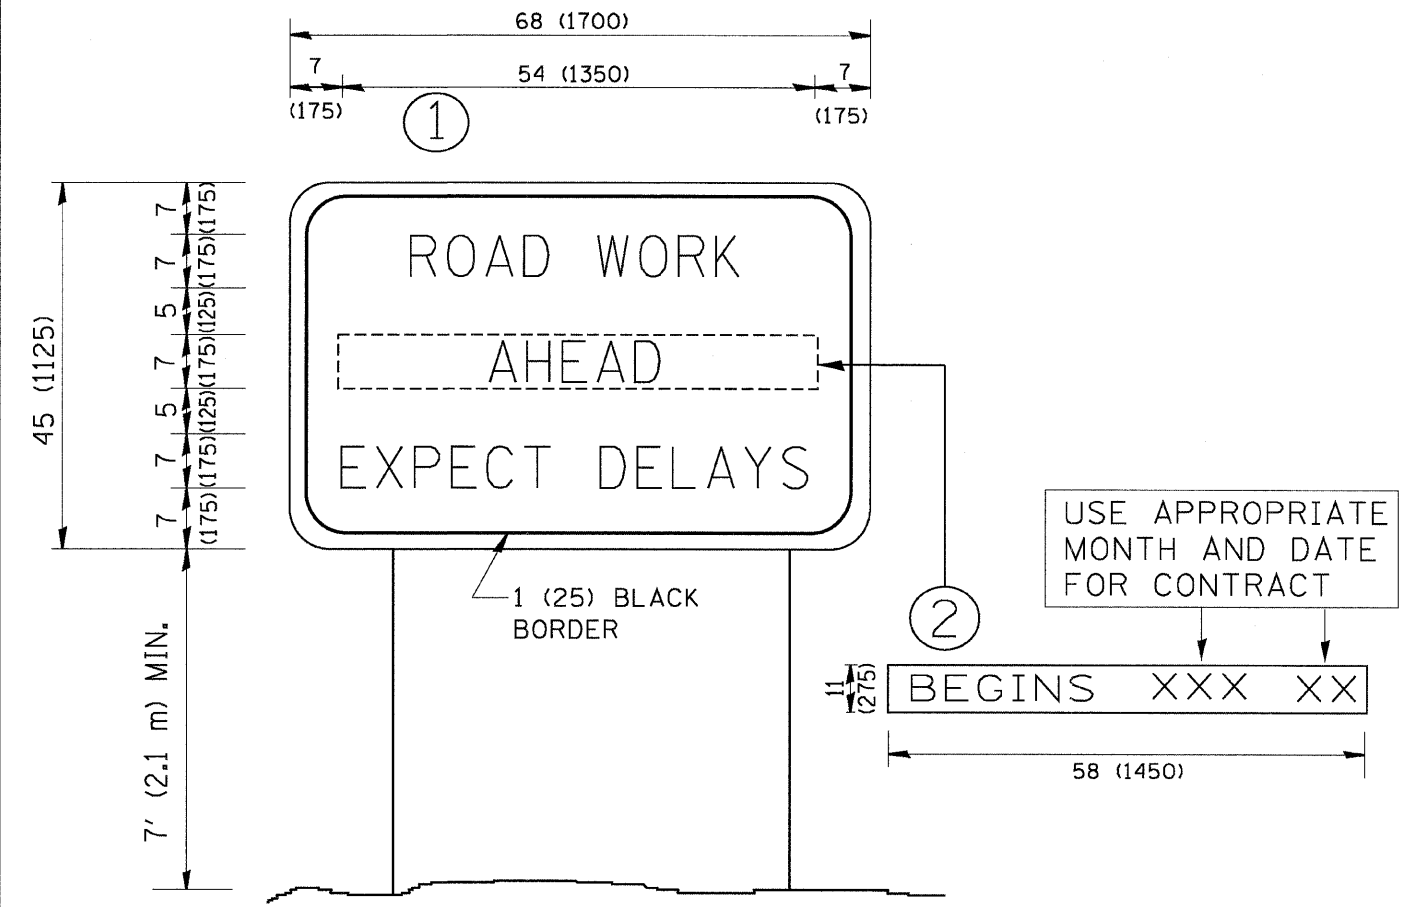 68 (1700)
7 54 (1350) 7
(175) (175)
1
45 (1125)
7 (175)
7 (175)
5 (125)
7 (175)
5 (125)
7 (175)
7 (175)
7' (2.1 m) MIN.
ROAD WORK
AHEAD
EXPECT DELAYS
1 (25) BLACK
BORDER
2
USE APPROPRIATE
MONTH AND DATE
FOR CONTRACT
11
(275)
BEGINS XXX XX
58 (1450)